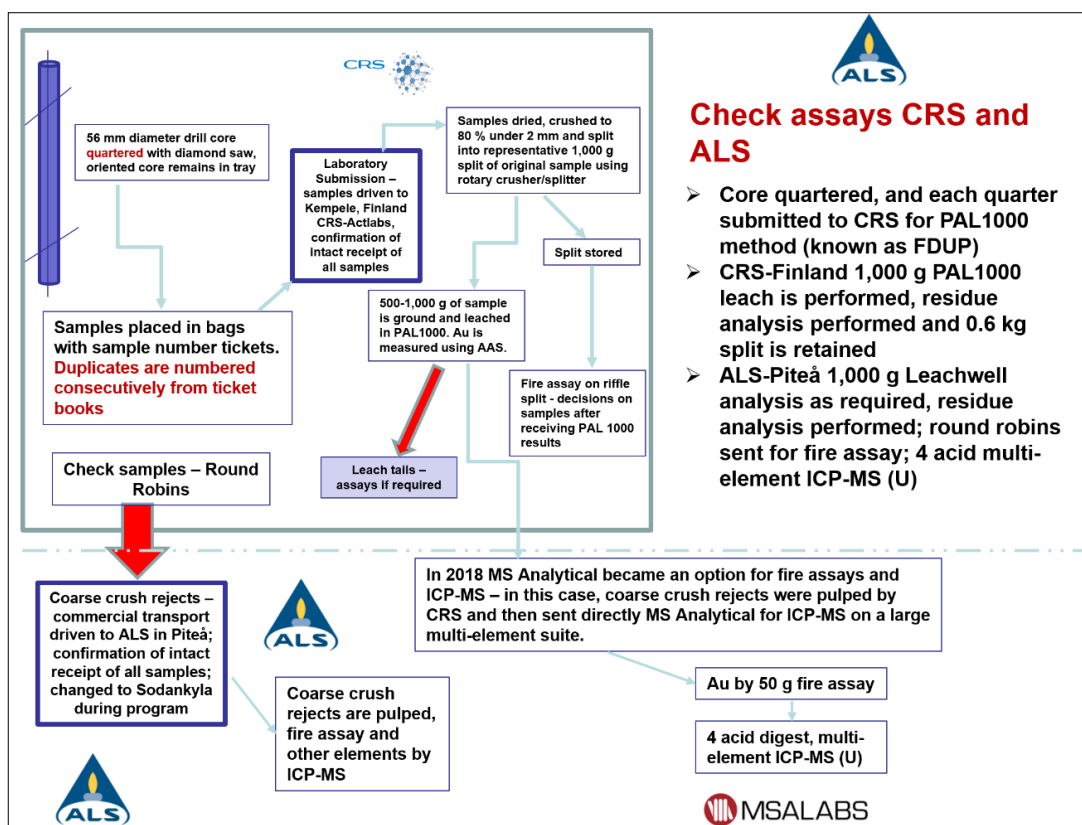 CRS
ALS
56 mm diameter drill core
quartered with diamond saw,
oriented core remains in tray
Laboratory
Submission –
samples driven to
Kempele, Finland
CRS-Actlabs,
confirmation of
intact receipt of
all samples
Samples dried, crushed to
80 % under 2 mm and split
into representative 1,000 g
split of original sample using
rotary crusher/splitter
Split stored
Samples placed in bags
with sample number tickets.
Duplicates are numbered
consecutively from ticket
books
500-1,000 g of sample
is ground and leached
in PAL1000. Au is
measured using AAS.
Fire assay on riffle
split - decisions on
samples after
receiving PAL 1000
results
Leach tails –
assays if required
Check samples – Round
Robins
Check assays CRS and
ALS
➢ Core quartered, and each quarter
submitted to CRS for PAL1000
method (known as FDUP)
➢ CRS-Finland 1,000 g PAL1000
leach is performed, residue
analysis performed and 0.6 kg
split is retained
➢ ALS-Piteå 1,000 g Leachwell
analysis as required, residue
analysis performed; round robins
sent for fire assay; 4 acid multi-
element ICP-MS (U)
Coarse crush rejects –
commercial transport
driven to ALS in Piteå;
confirmation of intact
receipt of all samples;
changed to Sodankyla
during program
ALS
Coarse crush
rejects are pulped,
fire assay and
other elements by
ICP-MS
ALS
In 2018 MS Analytical became an option for fire assays and
ICP-MS – in this case, coarse crush rejects were pulped by
CRS and then sent directly MS Analytical for ICP-MS on a large
multi-element suite.
Au by 50 g fire assay
4 acid digest, multi-
element ICP-MS (U)
MSALABS